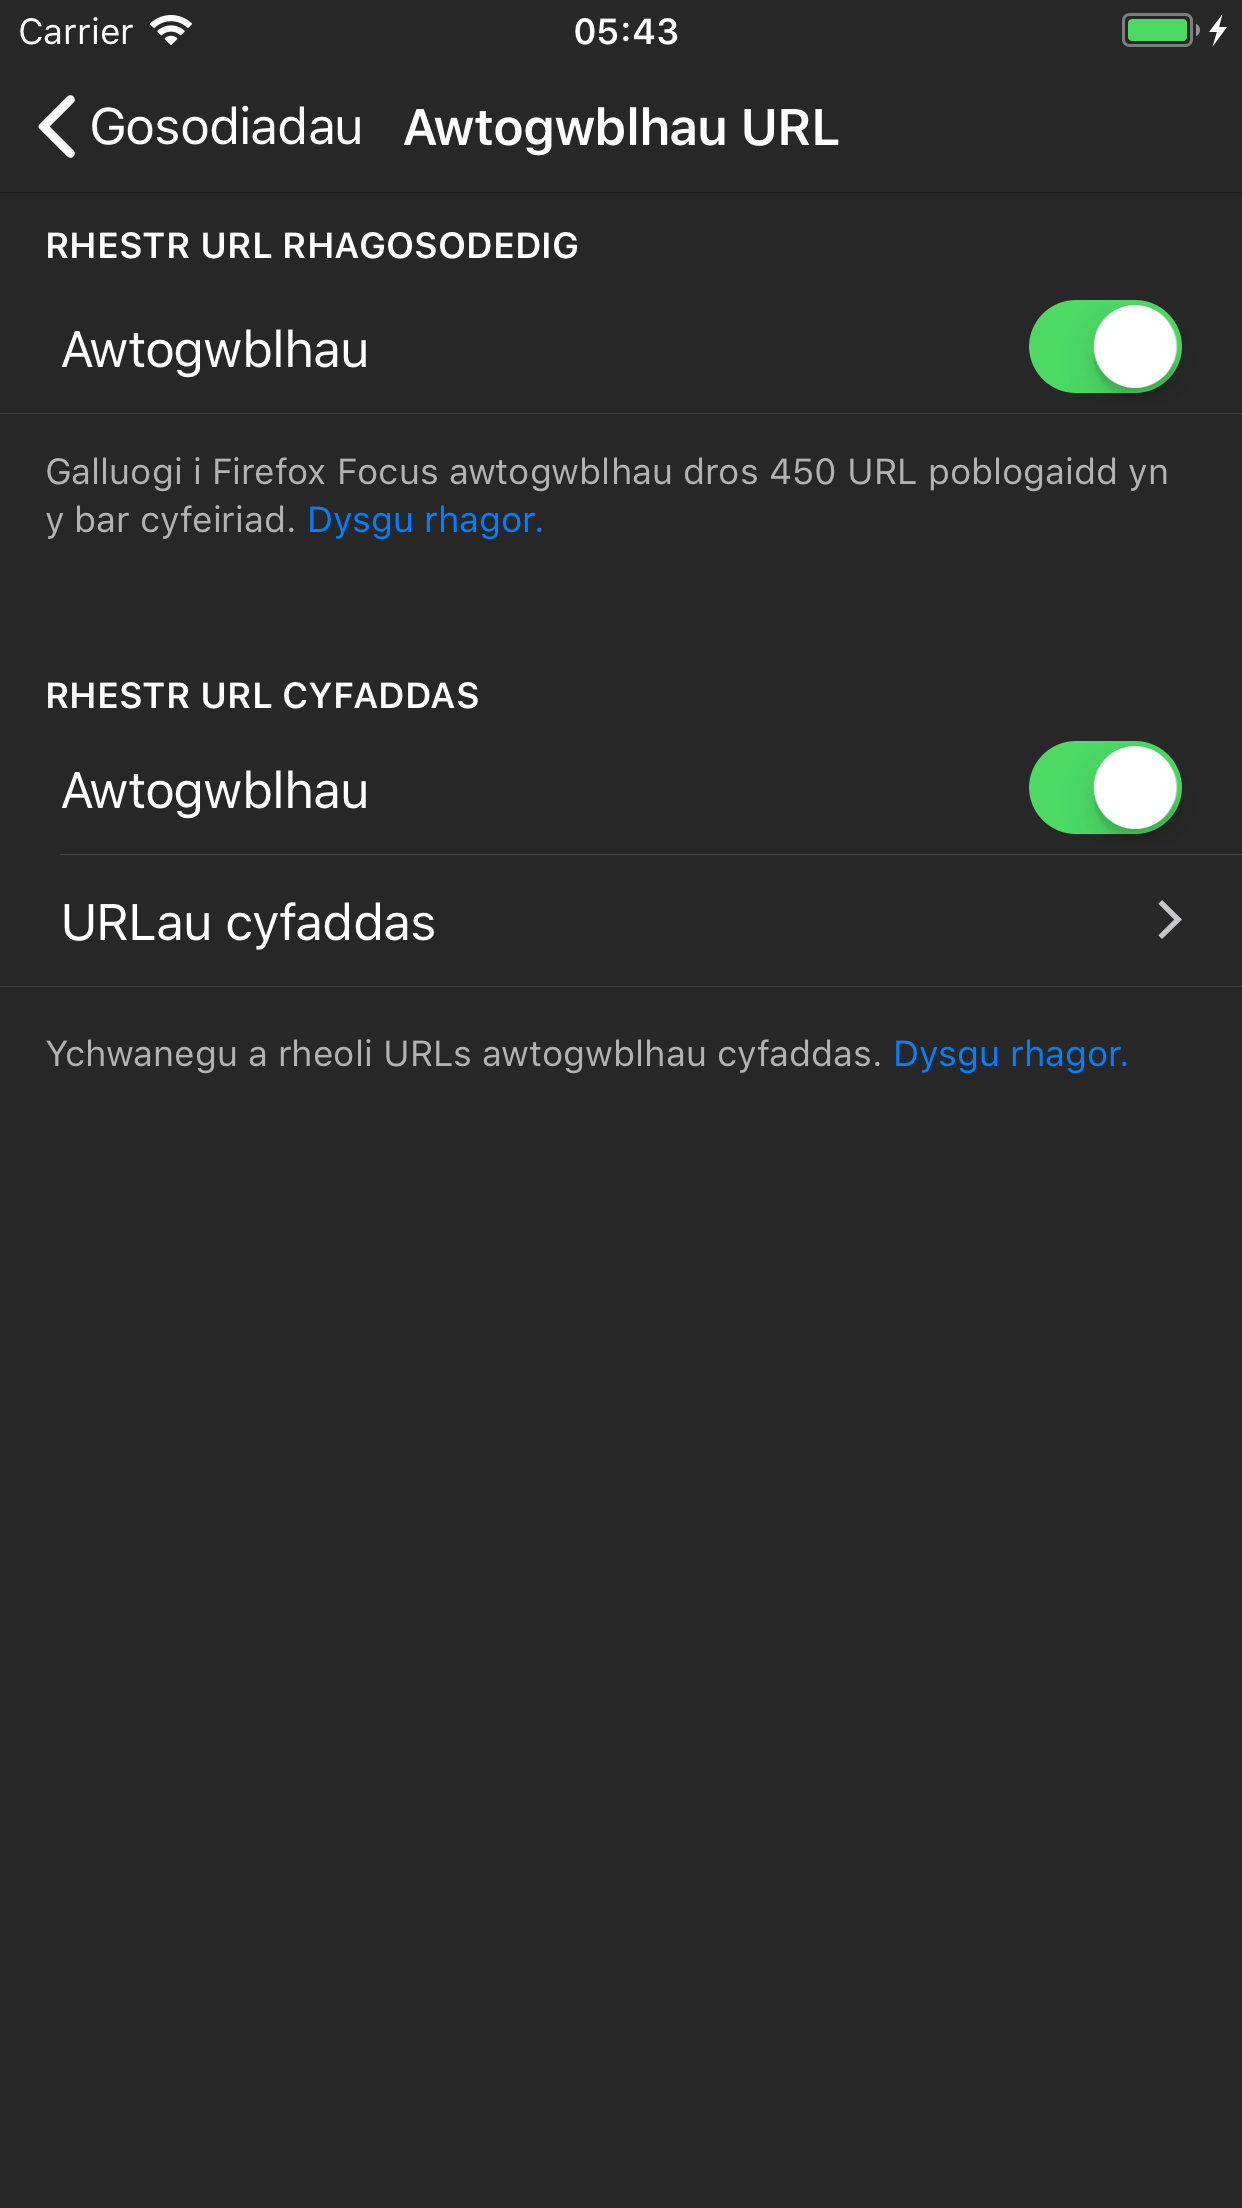 Carrier 05:43
Gosodiadau Awtogwblhau URL
RHESTR URL RHAGOSODEDIG
Awtogwblhau
Galluogi i Firefox Focus awtogwblhau dros 450 URL poblogaidd yn
y bar cyfeiriad. Dysgu rhagor.
RHESTR URL CYFADDAS
Awtogwblhau
URLau cyfaddas
Ychwanegu a rheoli URLs awtogwblhau cyfaddas. Dysgu rhagor.